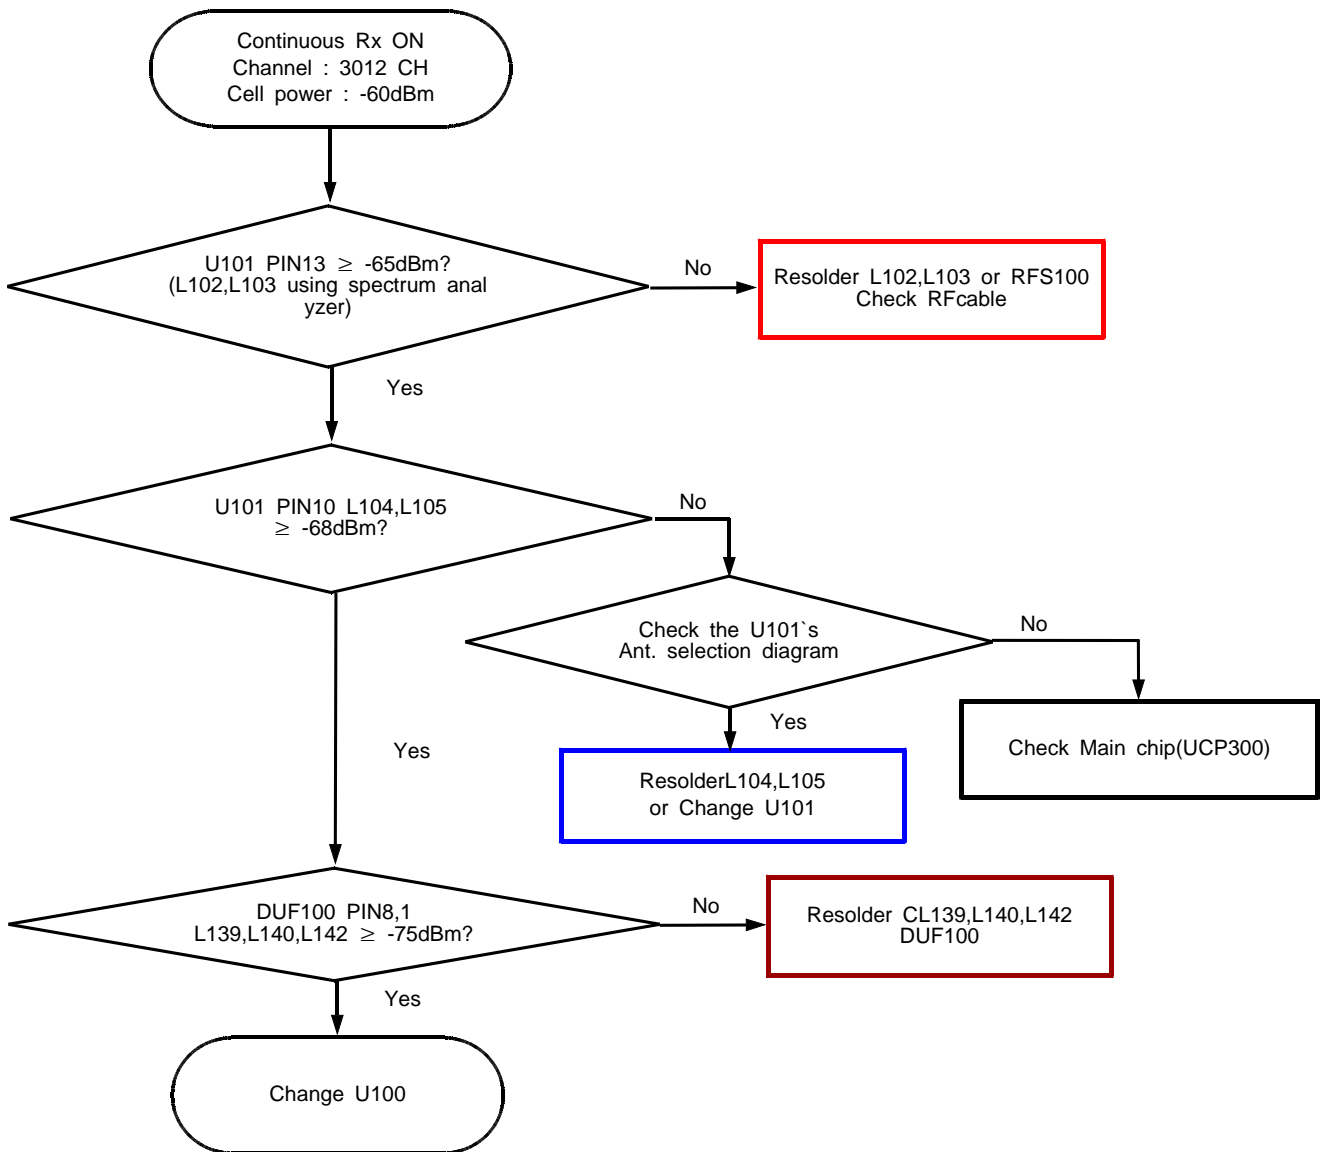 Continuous Rx ON
Channel : 3012 CH
Cell power : -60dBm
U101 PIN13 ≥ -65dBm?
(L102,L103 using spectrum anal
yzer)
No
Resolder L102,L103 or RFS100
Check RFcable
Yes
U101 PIN10 L104,L105
≥ -68dBm?
No
Check the U101`s
Ant. selection diagram
No
Yes
Check Main chip(UCP300)
Yes
ResolderL104,L105
or Change U101
DUF100 PIN8,1
L139,L140,L142 ≥ -75dBm?
No
Resolder CL139,L140,L142
DUF100
Yes
Change U100